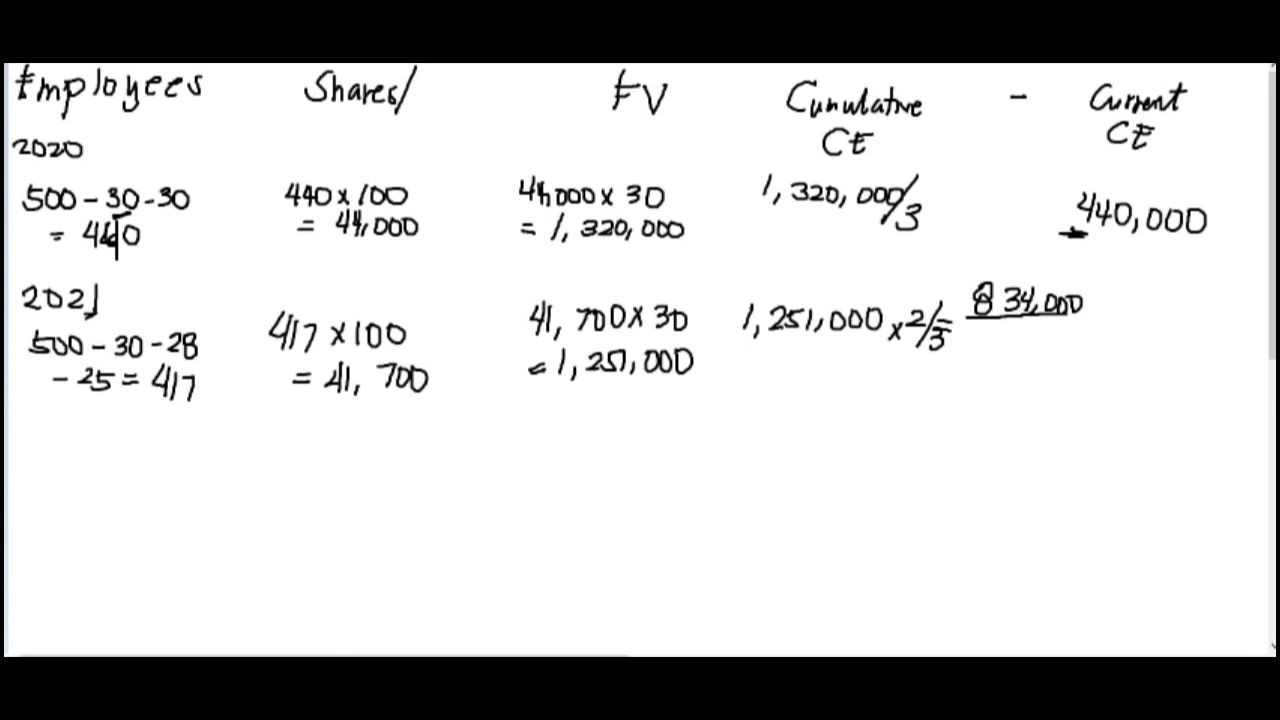 Employees Shares/ FV Cumulative CE - Current CE
2020
500 - 30 - 30 440 x 100 44,000 x 30 1,320,000/3 440,000
= 440 = 44,000 = 1,320,000
2021
500 - 30 - 28 417 x 100 41,700 x 30 1,251,000 x 2/3 = 834,000
- 25 = 417 = 41,700 = 1,251,000